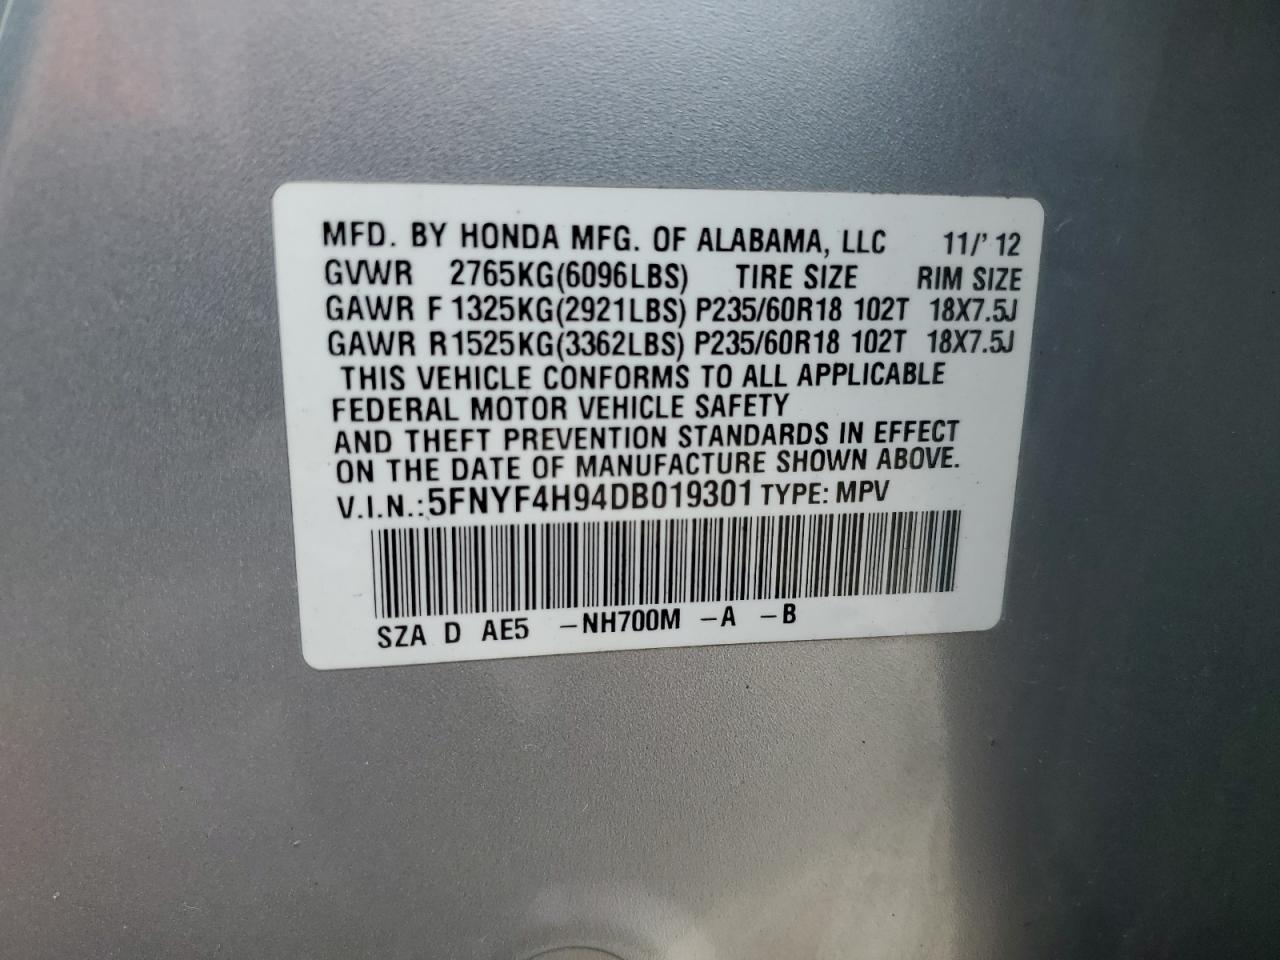 MFD. BY HONDA MFG. OF ALABAMA, LLC 11/' 12
GVWR 2765KG(6096LBS) TIRE SIZE RIM SIZE
GAWR F 1325KG(2921LBS) P235/60R18 102T 18X7.5J
GAWR R1525KG(3362LBS) P235/60R18 102T 18X7.5J
THIS VEHICLE CONFORMS TO ALL APPLICABLE
FEDERAL MOTOR VEHICLE SAFETY
AND THEFT PREVENTION STANDARDS IN EFFECT
ON THE DATE OF MANUFACTURE SHOWN ABOVE.
V.I.N.:5FNYF4H94DB019301 TYPE: MPV
SZA D AE5 –NH700M –A –B